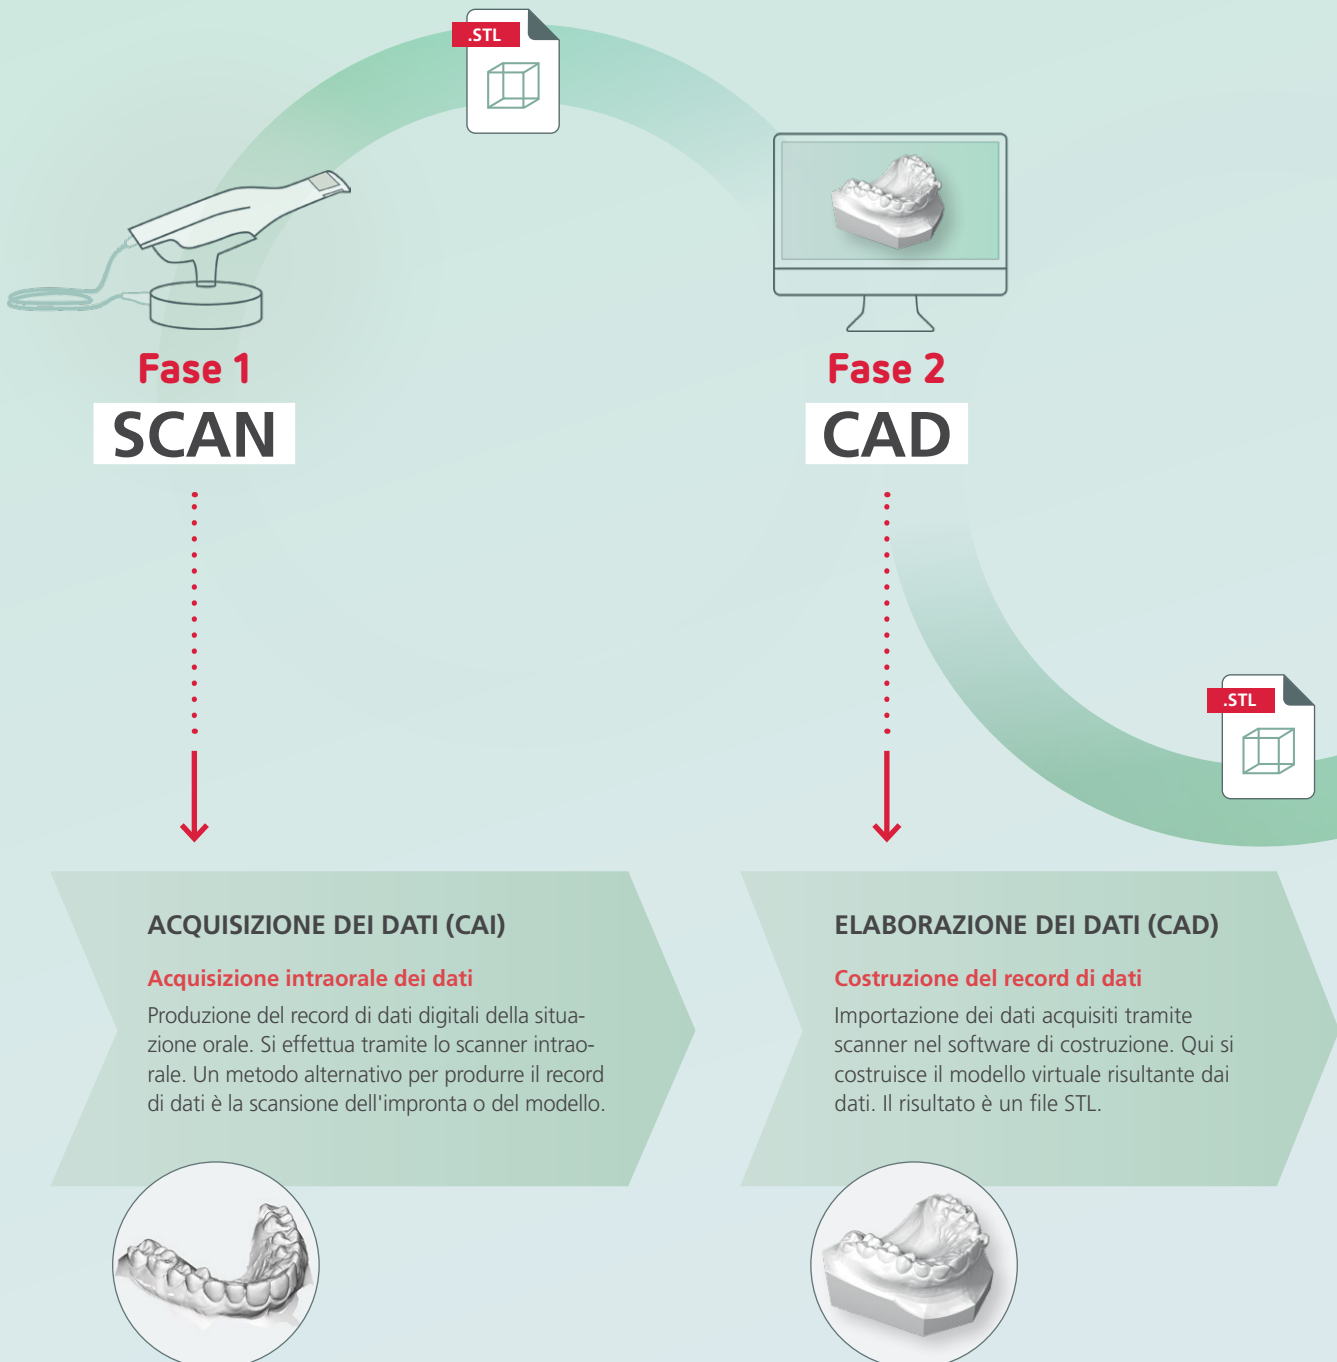 .STL
Fase 1
SCAN
Fase 2
CAD
.STL
ACQUISIZIONE DEI DATI (CAI)
Acquisizione intraorale dei dati
Produzione del record di dati digitali della situa-
zione orale. Si effettua tramite lo scanner intrao-
rale. Un metodo alternativo per produrre il record
di dati è la scansione dell'impronta o del modello.
ELABORAZIONE DEI DATI (CAD)
Costruzione del record di dati
Importazione dei dati acquisiti tramite
scanner nel software di costruzione. Qui si
costruisce il modello virtuale risultante dai
dati. Il risultato è un file STL.